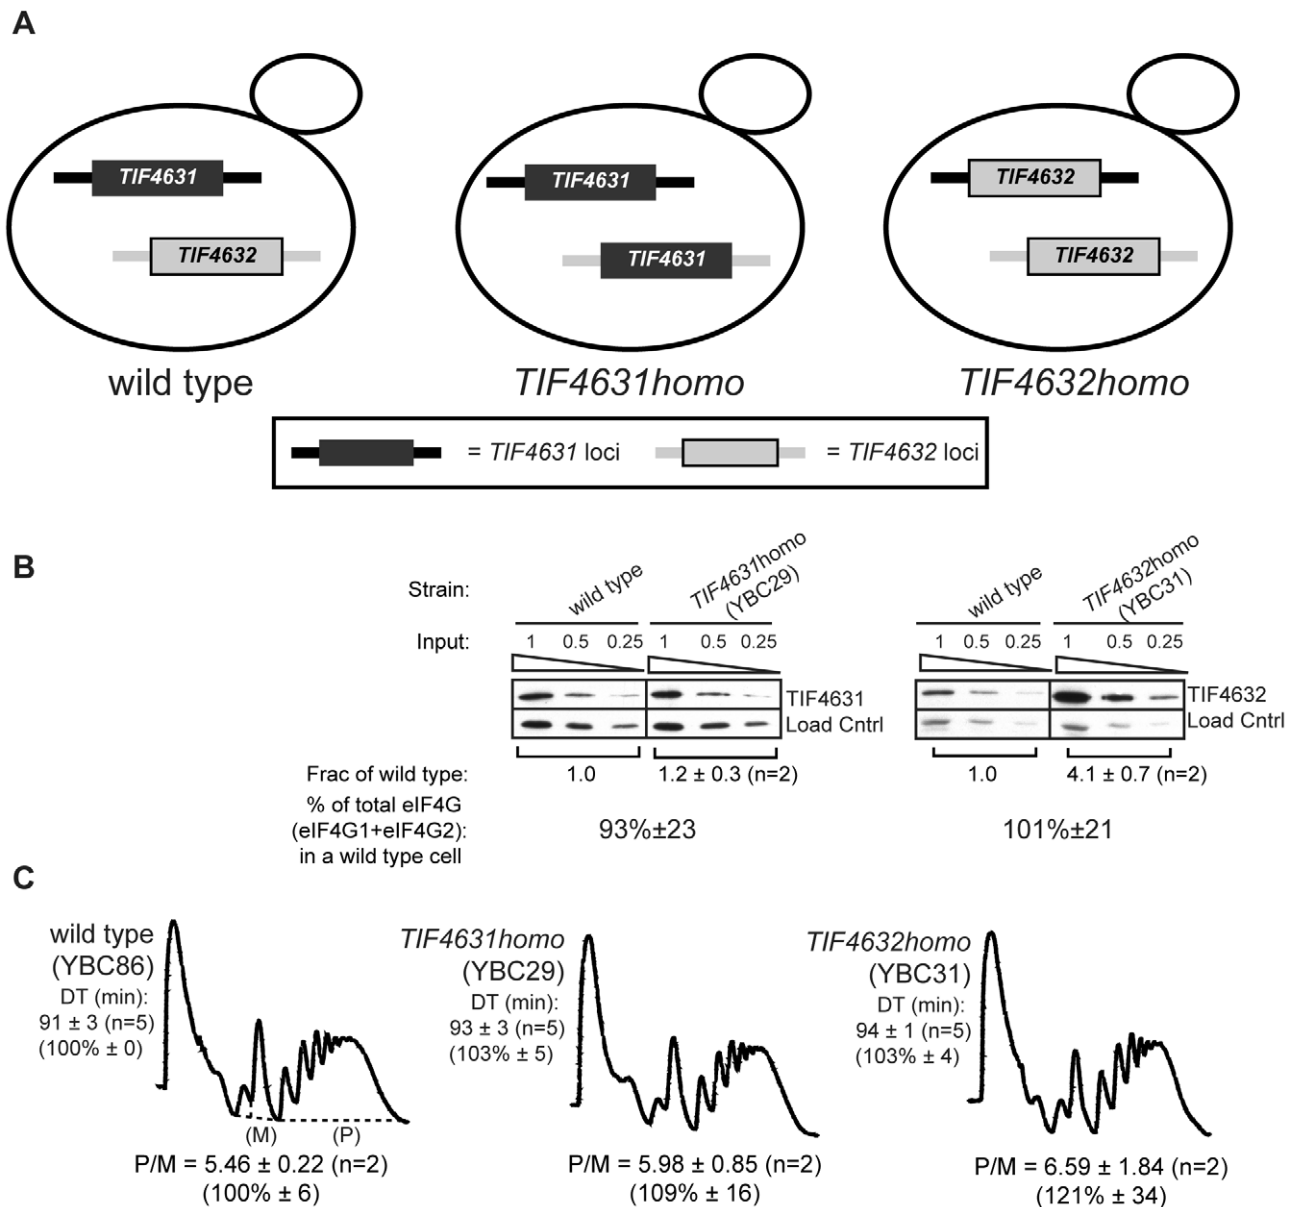 A
TIF4631
TIF4632
wild type
TIF4631
TIF4631
TIF4631homo
TIF4632
TIF4632
TIF4632homo
= TIF4631 loci
= TIF4632 loci
B
Strain:
wild type
TIF4631homo
(YBC29)
wild type
TIF4632homo
(YBC31)
Input:
1 0.5 0.25 1 0.5 0.25
1 0.5 0.25 1 0.5 0.25
TIF4631
Load Cntrl
TIF4632
Load Cntrl
Frac of wild type:
1.0
1.2 ± 0.3 (n=2)
1.0
4.1 ± 0.7 (n=2)
% of total eIF4G
(eIF4G1+eIF4G2):
in a wild type cell
93%±23
101%±21
C
wild type
(YBC86)
DT (min):
91 ± 3 (n=5)
(100% ± 0)
(M)
(P)
P/M = 5.46 ± 0.22 (n=2)
(100% ± 6)
TIF4631homo
(YBC29)
DT (min):
93 ± 3 (n=5)
(103% ± 5)
P/M = 5.98 ± 0.85 (n=2)
(109% ± 16)
TIF4632homo
(YBC31)
DT (min):
94 ± 1 (n=5)
(103% ± 4)
P/M = 6.59 ± 1.84 (n=2)
(121% ± 34)